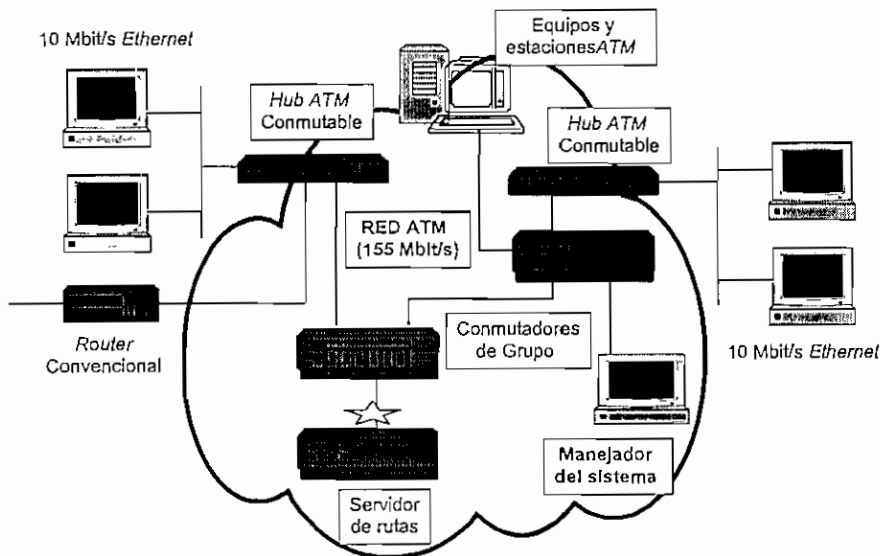 10 Mbit/s Ethernet
Equipos y
estacionesATM
Hub ATM
Conmutable
Hub ATM
Conmutable
RED ATM
(155 Mbit/s)
Router
Convencional
Conmutadores
de Grupo
10 Mbit/s Ethernet
Manejador
del sistema
Servidor
de rutas